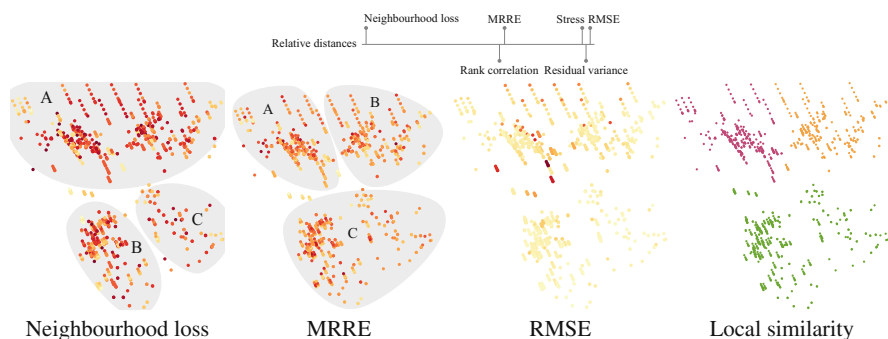 Neighbourhood loss MRRE Stress RMSE
Relative distances
Rank correlation Residual variance
A
B
C
A
B
C
Neighbourhood loss MRRE RMSE Local similarity